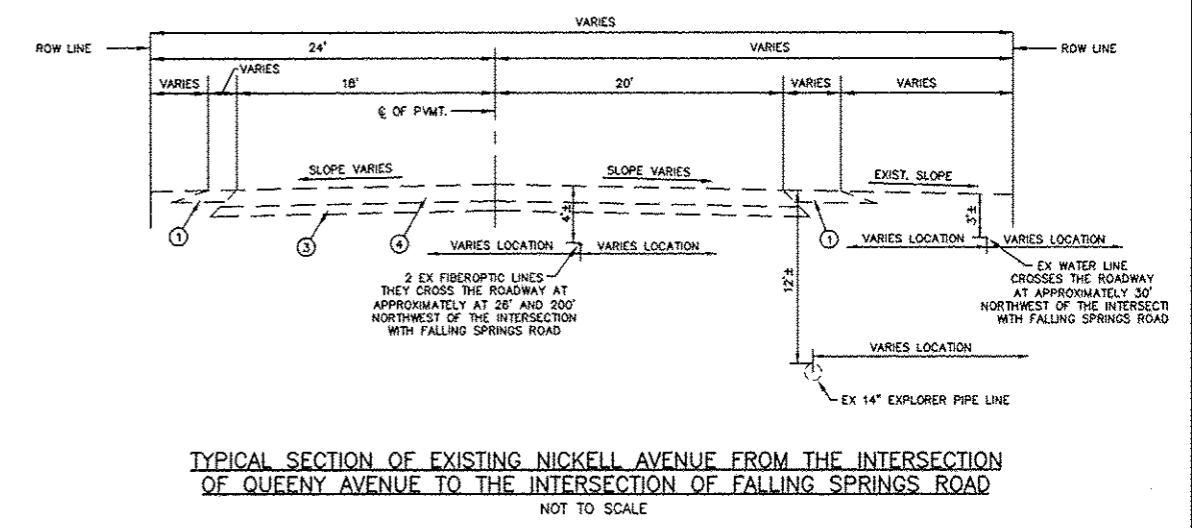 VARIES
ROW LINE
24'
VARIES
ROW LINE
VARIES
VARIES
18'
20'
VARIES
VARIES
℄ OF PVMT.
SLOPE VARIES
SLOPE VARIES
EXIST. SLOPE
1
3
4
4'±
1
3'±
VARIES LOCATION
VARIES LOCATION
VARIES LOCATION
VARIES LOCATION
2 EX FIBEROPTIC LINES
THEY CROSS THE ROADWAY AT
APPROXIMATELY AT 26' AND 200'
NORTHWEST OF THE INTERSECTION
WITH FALLING SPRINGS ROAD
12'±
EX WATER LINE
CROSSES THE ROADWAY
AT APPROXIMATELY 30'
NORTHWEST OF THE INTERSECTI
WITH FALLING SPRINGS ROAD
VARIES LOCATION
EX 14" EXPLORER PIPE LINE
TYPICAL SECTION OF EXISTING NICKELL AVENUE FROM THE INTERSECTION
OF QUEENY AVENUE TO THE INTERSECTION OF FALLING SPRINGS ROAD
NOT TO SCALE